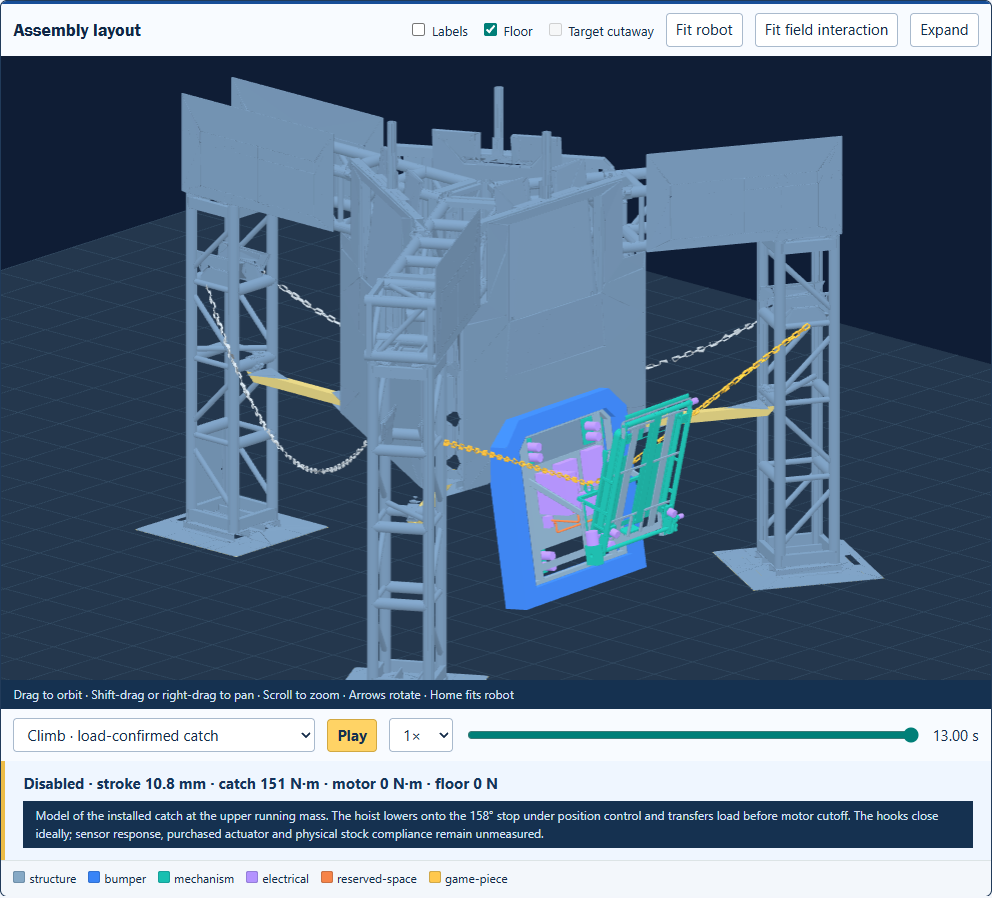 Assembly layout
Labels
Floor
Target cutaway
Fit robot
Fit field interaction
Expand
Drag to orbit · Shift-drag or right-drag to pan · Scroll to zoom · Arrows rotate · Home fits robot
Climb · load-confirmed catch
Play
1×
13.00 s
Disabled · stroke 10.8 mm · catch 151 N·m · motor 0 N·m · floor 0 N
Model of the installed catch at the upper running mass. The hoist lowers onto the 158° stop under position control and transfers load before motor cutoff. The hooks close
ideally; sensor response, purchased actuator and physical stock compliance remain unmeasured.
structure
bumper
mechanism
electrical
reserved-space
game-piece